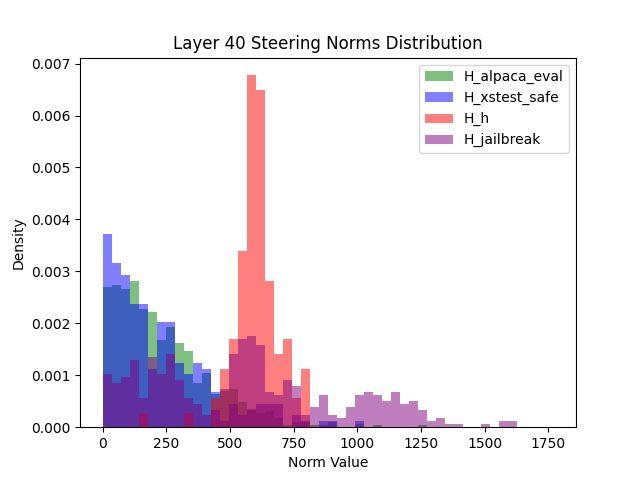 Layer 40 Steering Norms Distribution
H_alpaca_eval
H_xstest_safe
H_h
H_jailbreak
Density
0.007
0.006
0.005
0.004
0.003
0.002
0.001
0.000
0
250
500
750
1000
1250
1500
1750
Norm Value